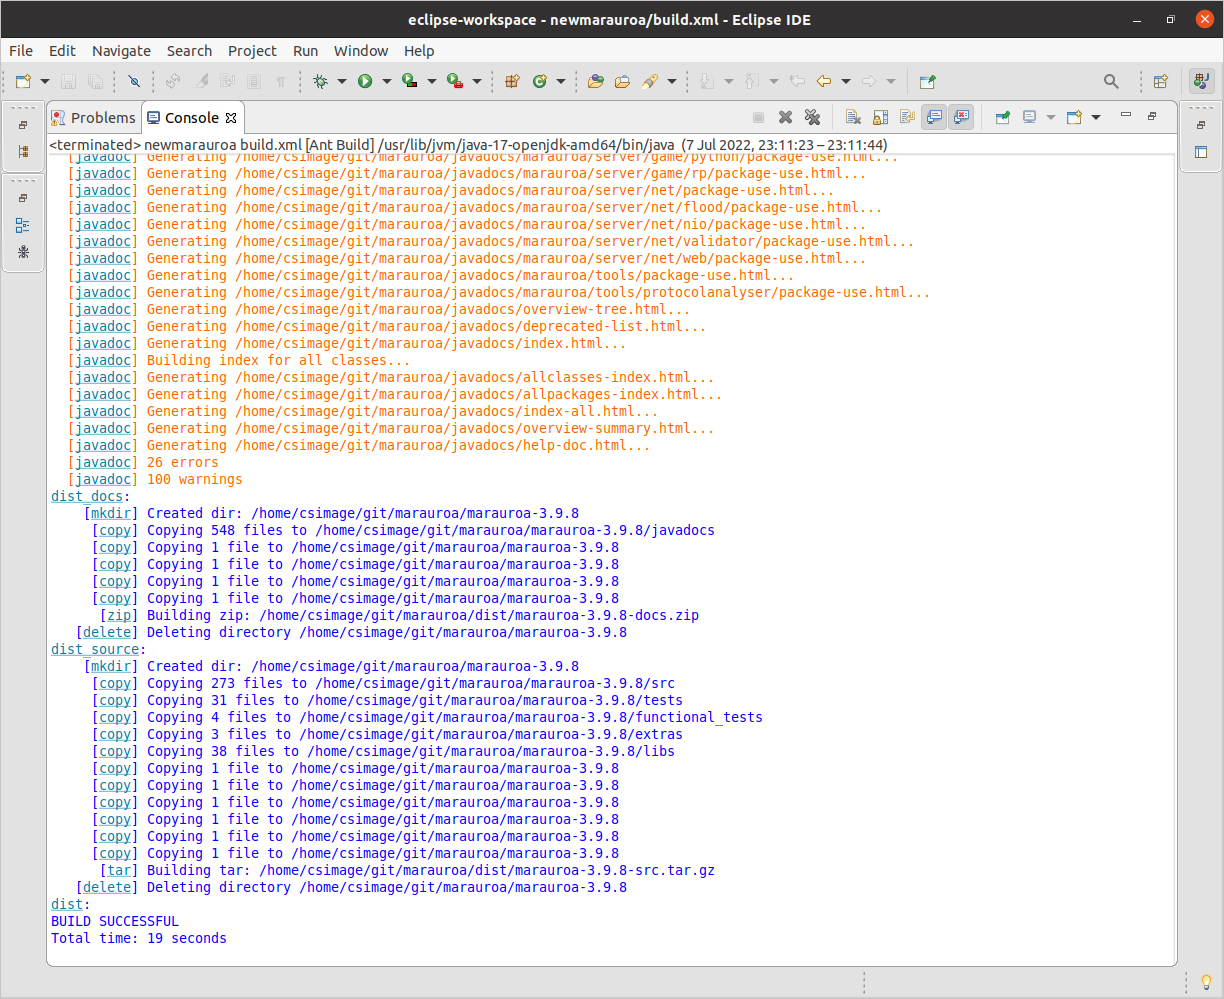 eclipse-workspace - newmarauroa/build.xml - Eclipse IDE
File Edit Navigate Search Project Run Window Help
Problems Console
<terminated> newmarauroa build.xml [Ant Build] /usr/lib/jvm/java-17-openjdk-amd64/bin/java (7 Jul 2022, 23:11:23 – 23:11:44)
[javadoc] Generating /home/csimage/git/marauroa/javadocs/marauroa/server/game/python/package-use.html...
[javadoc] Generating /home/csimage/git/marauroa/javadocs/marauroa/server/game/rp/package-use.html...
[javadoc] Generating /home/csimage/git/marauroa/javadocs/marauroa/server/net/package-use.html...
[javadoc] Generating /home/csimage/git/marauroa/javadocs/marauroa/server/net/flood/package-use.html...
[javadoc] Generating /home/csimage/git/marauroa/javadocs/marauroa/server/net/nio/package-use.html...
[javadoc] Generating /home/csimage/git/marauroa/javadocs/marauroa/server/net/validator/package-use.html...
[javadoc] Generating /home/csimage/git/marauroa/javadocs/marauroa/server/net/web/package-use.html...
[javadoc] Generating /home/csimage/git/marauroa/javadocs/marauroa/tools/package-use.html...
[javadoc] Generating /home/csimage/git/marauroa/javadocs/marauroa/tools/protocolanalyser/package-use.html...
[javadoc] Generating /home/csimage/git/marauroa/javadocs/overview-tree.html...
[javadoc] Generating /home/csimage/git/marauroa/javadocs/deprecated-list.html...
[javadoc] Generating /home/csimage/git/marauroa/javadocs/index.html...
[javadoc] Building index for all classes...
[javadoc] Generating /home/csimage/git/marauroa/javadocs/allclasses-index.html...
[javadoc] Generating /home/csimage/git/marauroa/javadocs/allpackages-index.html...
[javadoc] Generating /home/csimage/git/marauroa/javadocs/index-all.html...
[javadoc] Generating /home/csimage/git/marauroa/javadocs/overview-summary.html...
[javadoc] Generating /home/csimage/git/marauroa/javadocs/help-doc.html...
[javadoc] 26 errors
[javadoc] 100 warnings
dist_docs:
[mkdir] Created dir: /home/csimage/git/marauroa/marauroa-3.9.8
[copy] Copying 548 files to /home/csimage/git/marauroa/marauroa-3.9.8/javadocs
[copy] Copying 1 file to /home/csimage/git/marauroa/marauroa-3.9.8
[copy] Copying 1 file to /home/csimage/git/marauroa/marauroa-3.9.8
[copy] Copying 1 file to /home/csimage/git/marauroa/marauroa-3.9.8
[copy] Copying 1 file to /home/csimage/git/marauroa/marauroa-3.9.8
[zip] Building zip: /home/csimage/git/marauroa/dist/marauroa-3.9.8-docs.zip
[delete] Deleting directory /home/csimage/git/marauroa/marauroa-3.9.8
dist_source:
[mkdir] Created dir: /home/csimage/git/marauroa/marauroa-3.9.8
[copy] Copying 273 files to /home/csimage/git/marauroa/marauroa-3.9.8/src
[copy] Copying 31 files to /home/csimage/git/marauroa/marauroa-3.9.8/tests
[copy] Copying 4 files to /home/csimage/git/marauroa/marauroa-3.9.8/functional_tests
[copy] Copying 3 files to /home/csimage/git/marauroa/marauroa-3.9.8/extras
[copy] Copying 38 files to /home/csimage/git/marauroa/marauroa-3.9.8/libs
[copy] Copying 1 file to /home/csimage/git/marauroa/marauroa-3.9.8
[copy] Copying 1 file to /home/csimage/git/marauroa/marauroa-3.9.8
[copy] Copying 1 file to /home/csimage/git/marauroa/marauroa-3.9.8
[copy] Copying 1 file to /home/csimage/git/marauroa/marauroa-3.9.8
[copy] Copying 1 file to /home/csimage/git/marauroa/marauroa-3.9.8
[copy] Copying 1 file to /home/csimage/git/marauroa/marauroa-3.9.8
[tar] Building tar: /home/csimage/git/marauroa/dist/marauroa-3.9.8-src.tar.gz
[delete] Deleting directory /home/csimage/git/marauroa/marauroa-3.9.8
dist:
BUILD SUCCESSFUL
Total time: 19 seconds